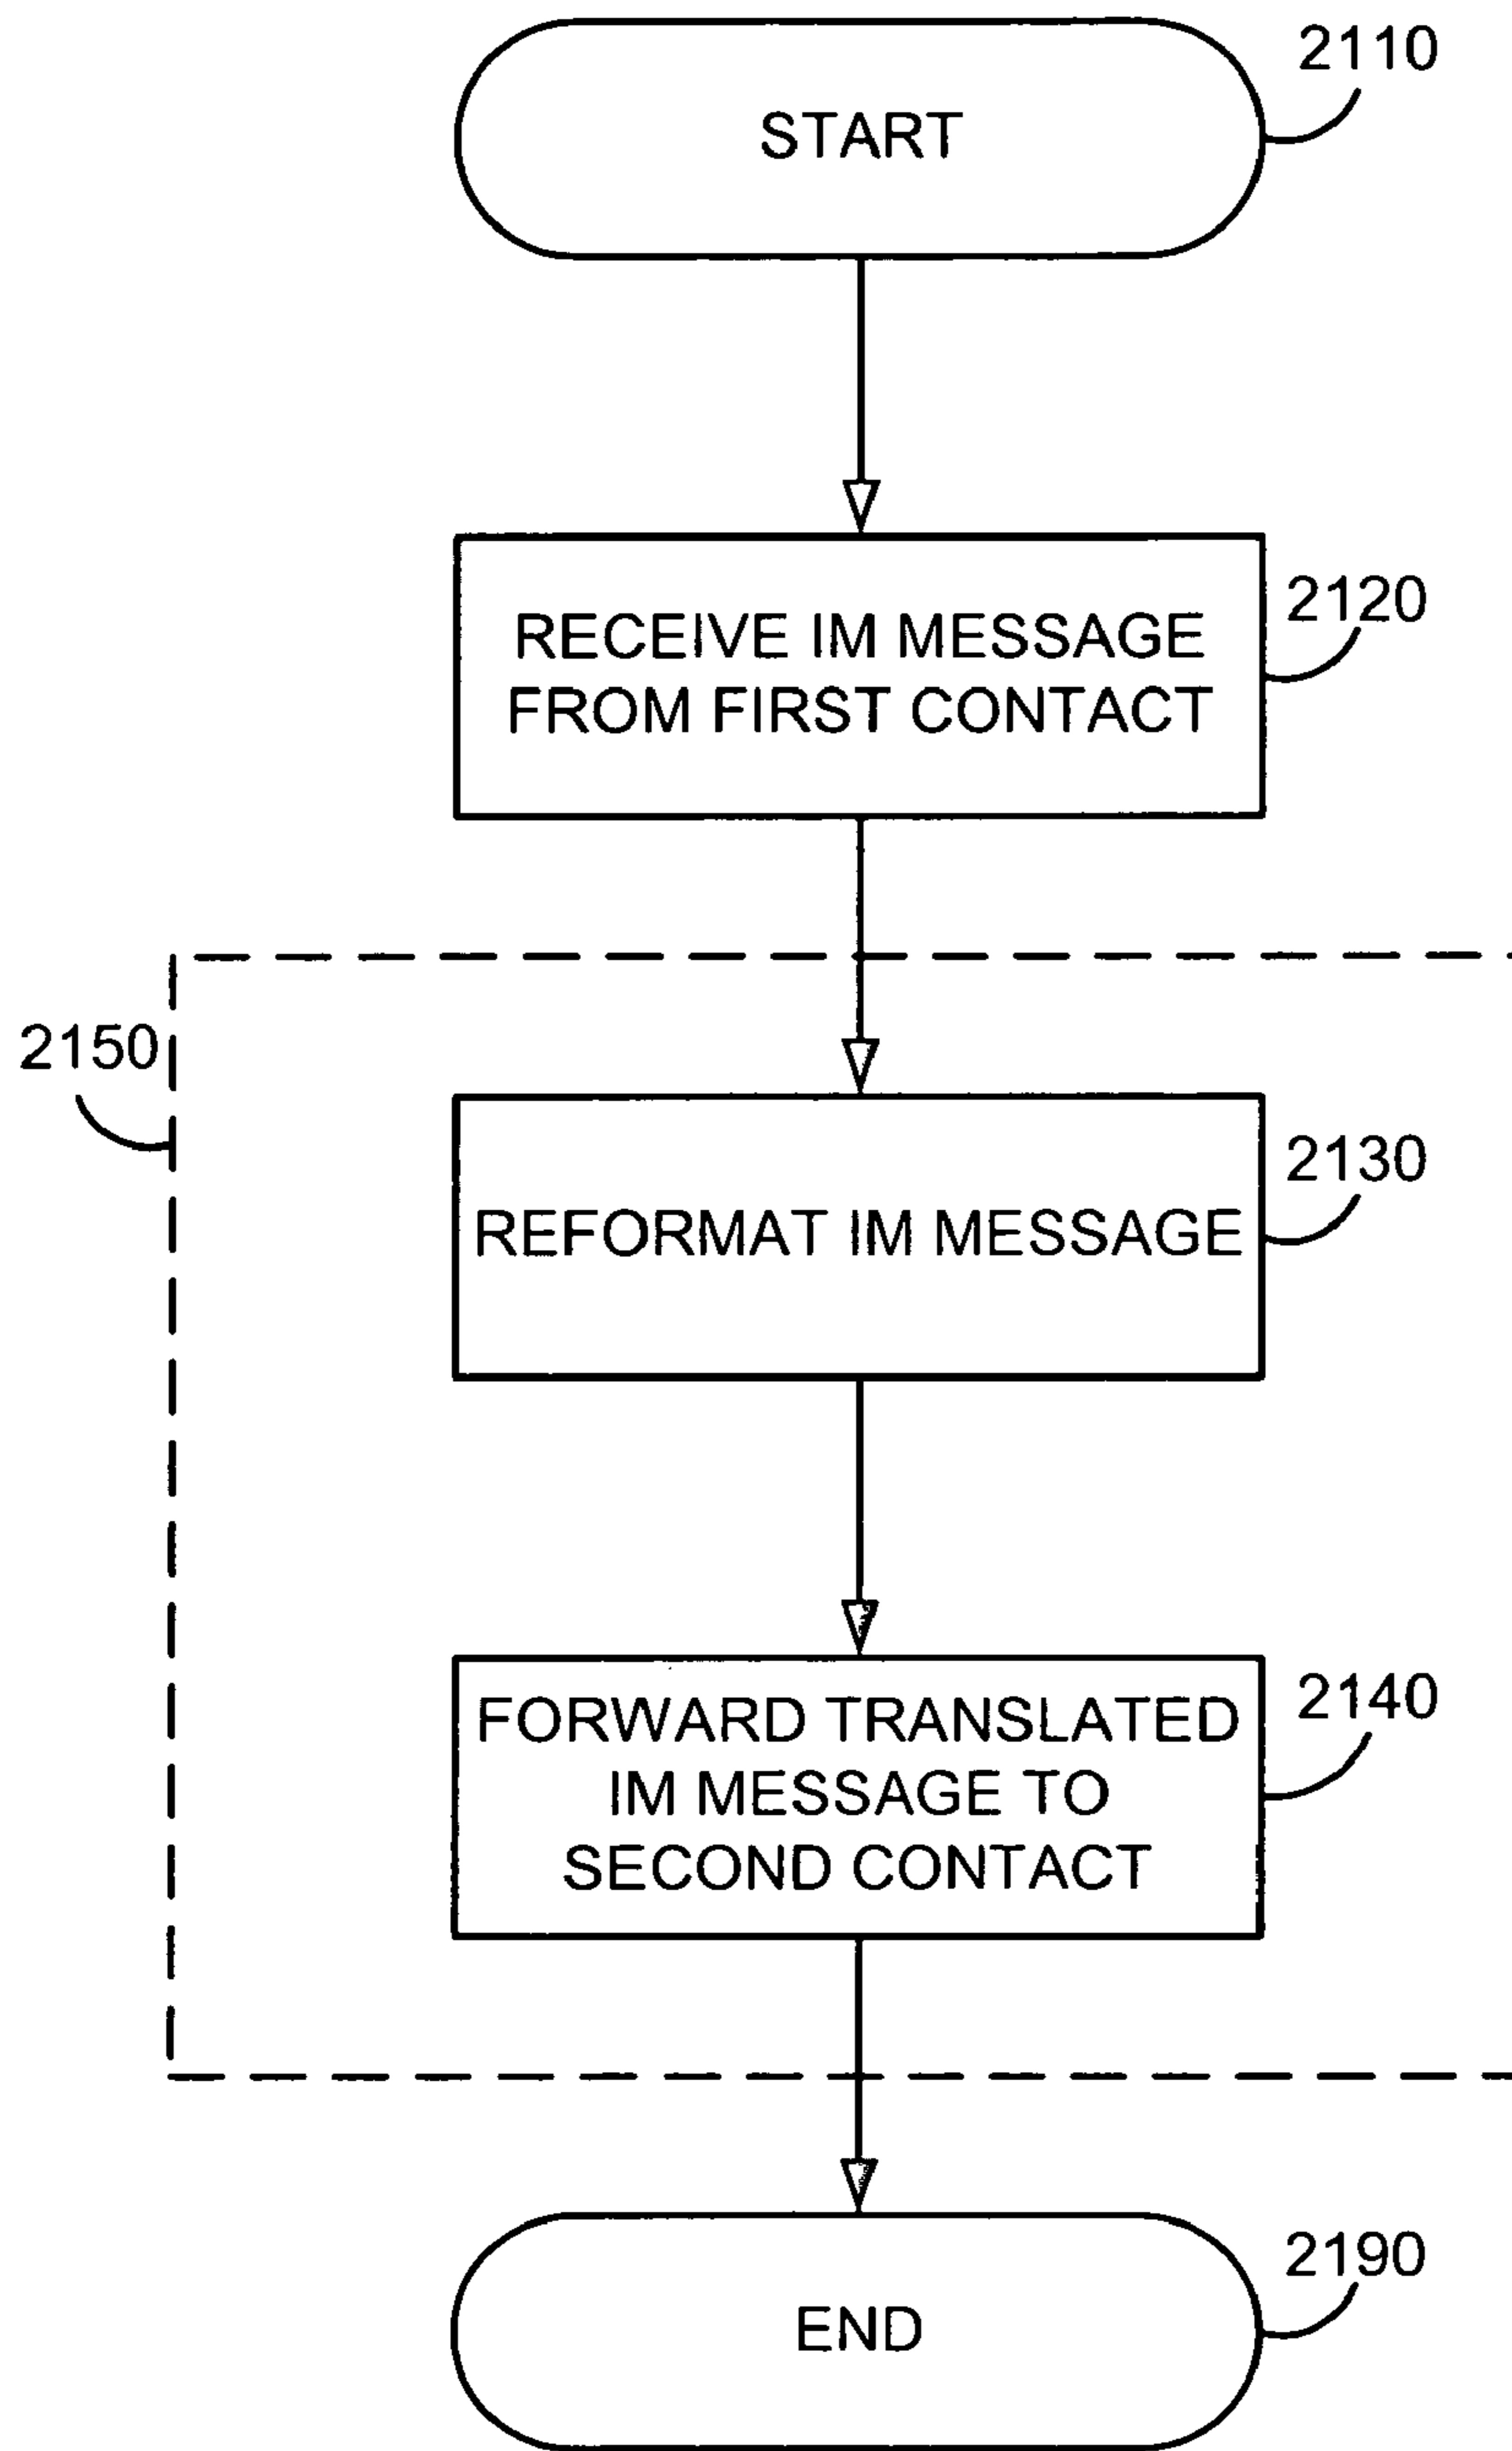 2110
START
2120
RECEIVE IM MESSAGE
FROM FIRST CONTACT
2150
2130
REFORMAT IM MESSAGE
2140
FORWARD TRANSLATED
IM MESSAGE TO
SECOND CONTACT
2190
END